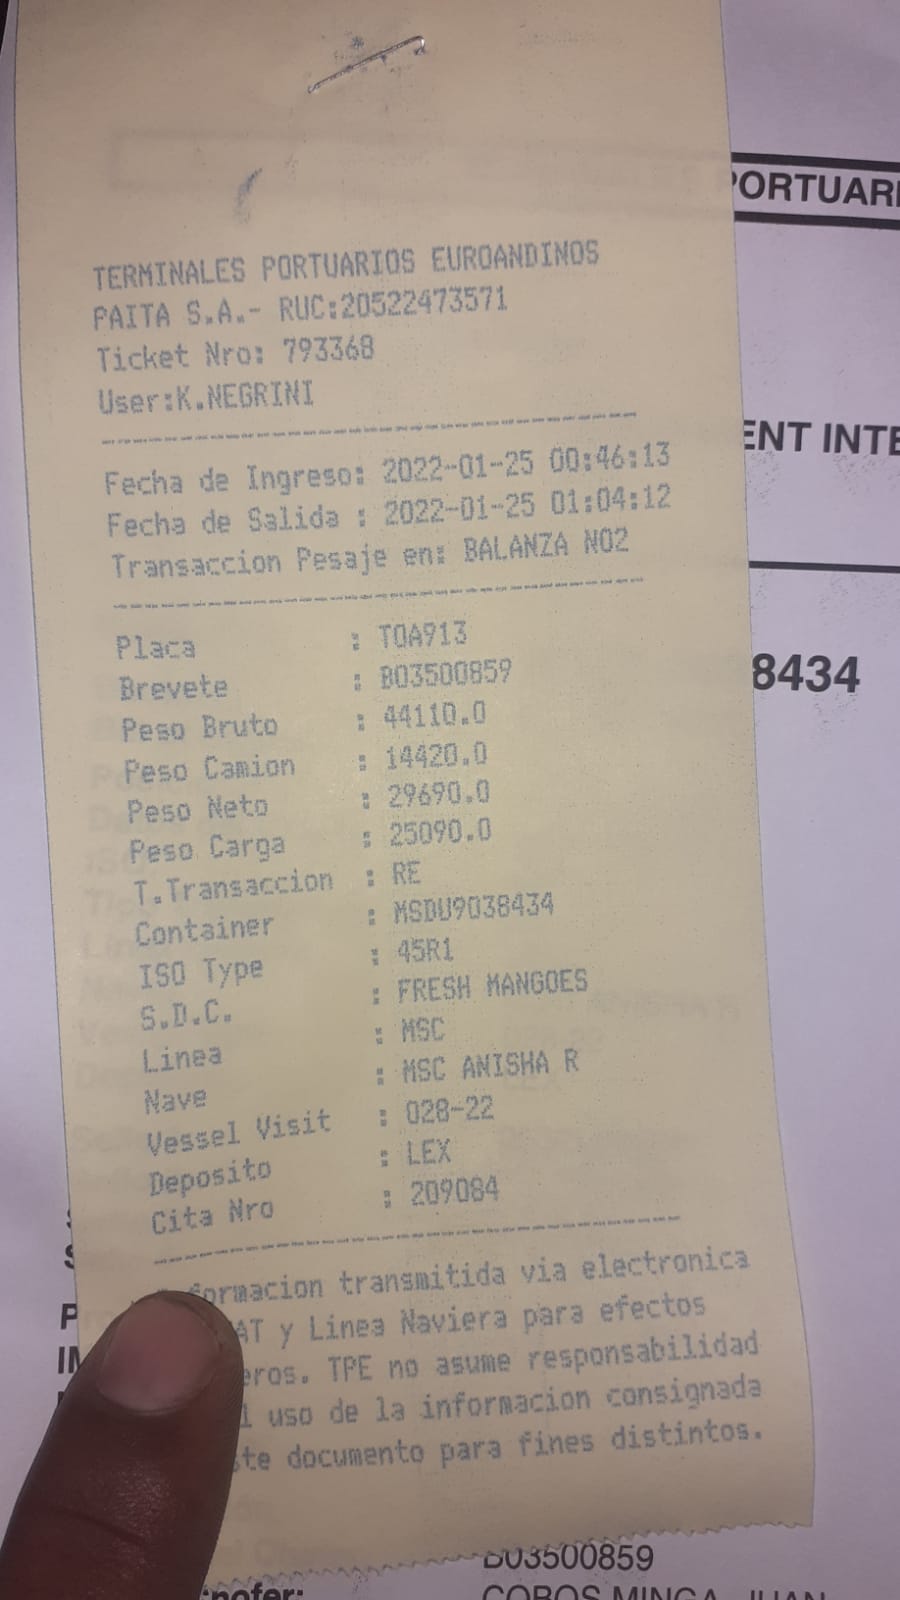 TERMINALES PORTUARIOS EUROANDINOS
PAITA S.A.- RUC:20522473571
Ticket Nro: 793368
User:K.NEGRINI
Fecha de Ingreso: 2022-01-25 00:46:13
Fecha de Salida : 2022-01-25 01:04:12
Transaccion Pesaje en: BALANZA NO2
Placa : TOA913
Brevete : B03500859
Peso Bruto : 44110.0
Peso Camion : 14420.0
Peso Neto : 29690.0
Peso Carga : 25090.0
T.Transaccion : RE
Container : MSDU9038434
ISO Type : 45R1
S.D.C. : FRESH MANGOES
Linea : MSC
Nave : MSC ANISHA R
Vessel Visit : 028-22
Deposito : LEX
Cita Nro : 209084
ormacion transmitida via electronica
AT y Linea Naviera para efectos
eros. TPE no asume responsabilidad
l uso de la informacion consignada
ste documento para fines distintos.
PORTUARI
ENT INTE
8434
B03500859
nofer: COBOS MINGA, JUAN